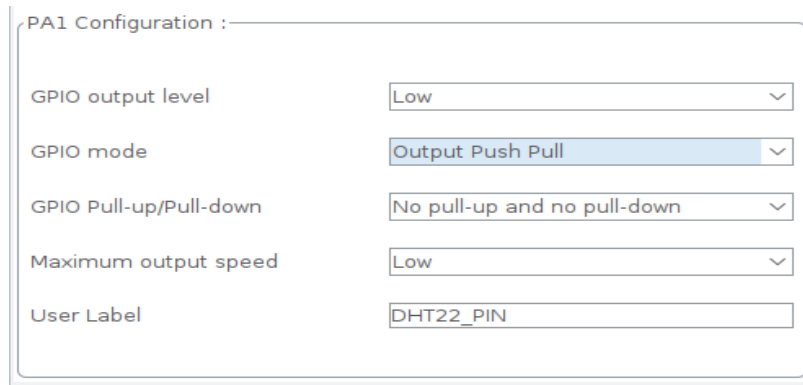 PA1 Configuration :
GPIO output level Low
GPIO mode Output Push Pull
GPIO Pull-up/Pull-down No pull-up and no pull-down
Maximum output speed Low
User Label DHT22_PIN